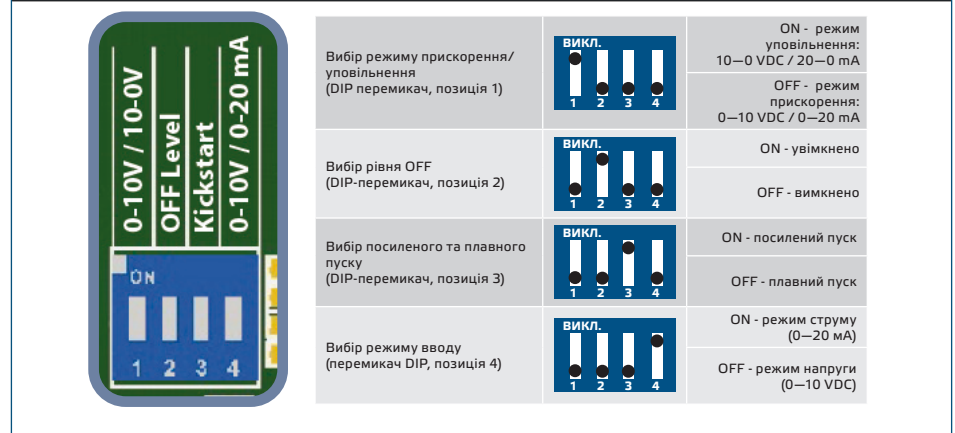 0-10V / 10-0V
OFF Level
Kickstart
0-10V / 0-20 mA
ON
1 2 3 4
Вибір режиму прискорення/
уповільнення
(DIP перемикач, позиція 1)
ВИКЛ.
1 2 3 4
ON - режим
уповільнення:
10—0 VDC / 20—0 mA
OFF - режим
прискорення:
0—10 VDC / 0—20 mA
Вибір рівня OFF
(DIP-перемикач, позиція 2)
ВИКЛ.
1 2 3 4
ON - увімкнено
OFF - вимкнено
Вибір посиленого та плавного
пуску
(DIP-перемикач, позиція 3)
ВИКЛ.
1 2 3 4
ON - посилений пуск
OFF - плавний пуск
Вибір режиму вводу
(перемикач DIP, позиція 4)
ВИКЛ.
1 2 3 4
ON - режим струму
(0—20 мА)
OFF - режим напруги
(0—10 VDC)